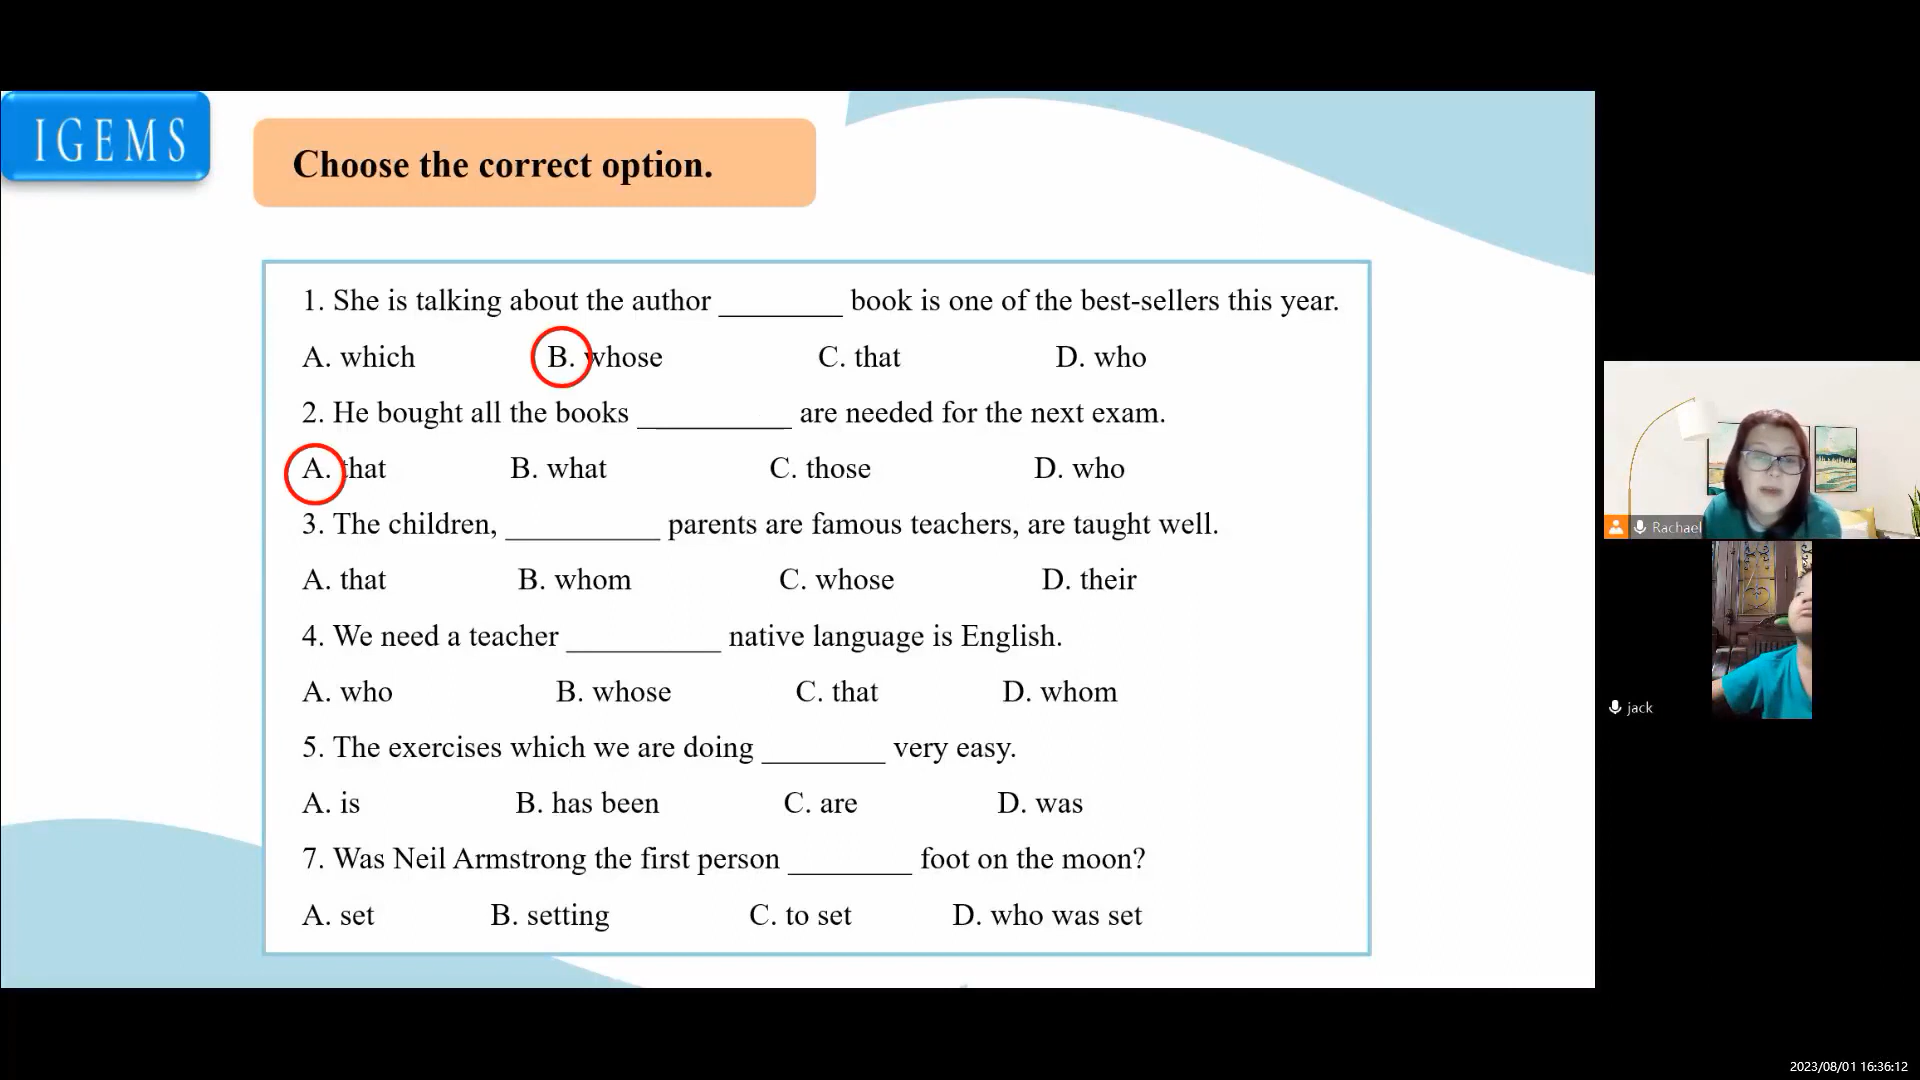 IGEMS
Choose the correct option.
1. She is talking about the author ________ book is one of the best-sellers this year.
A. which B. whose C. that D. who
2. He bought all the books __________ are needed for the next exam.
A. that B. what C. those D. who
3. The children, __________ parents are famous teachers, are taught well.
A. that B. whom C. whose D. their
4. We need a teacher __________ native language is English.
A. who B. whose C. that D. whom
5. The exercises which we are doing ________ very easy.
A. is B. has been C. are D. was
7. Was Neil Armstrong the first person ________ foot on the moon?
A. set B. setting C. to set D. who was set
Rachael
jack
2023/08/01 16:36:12